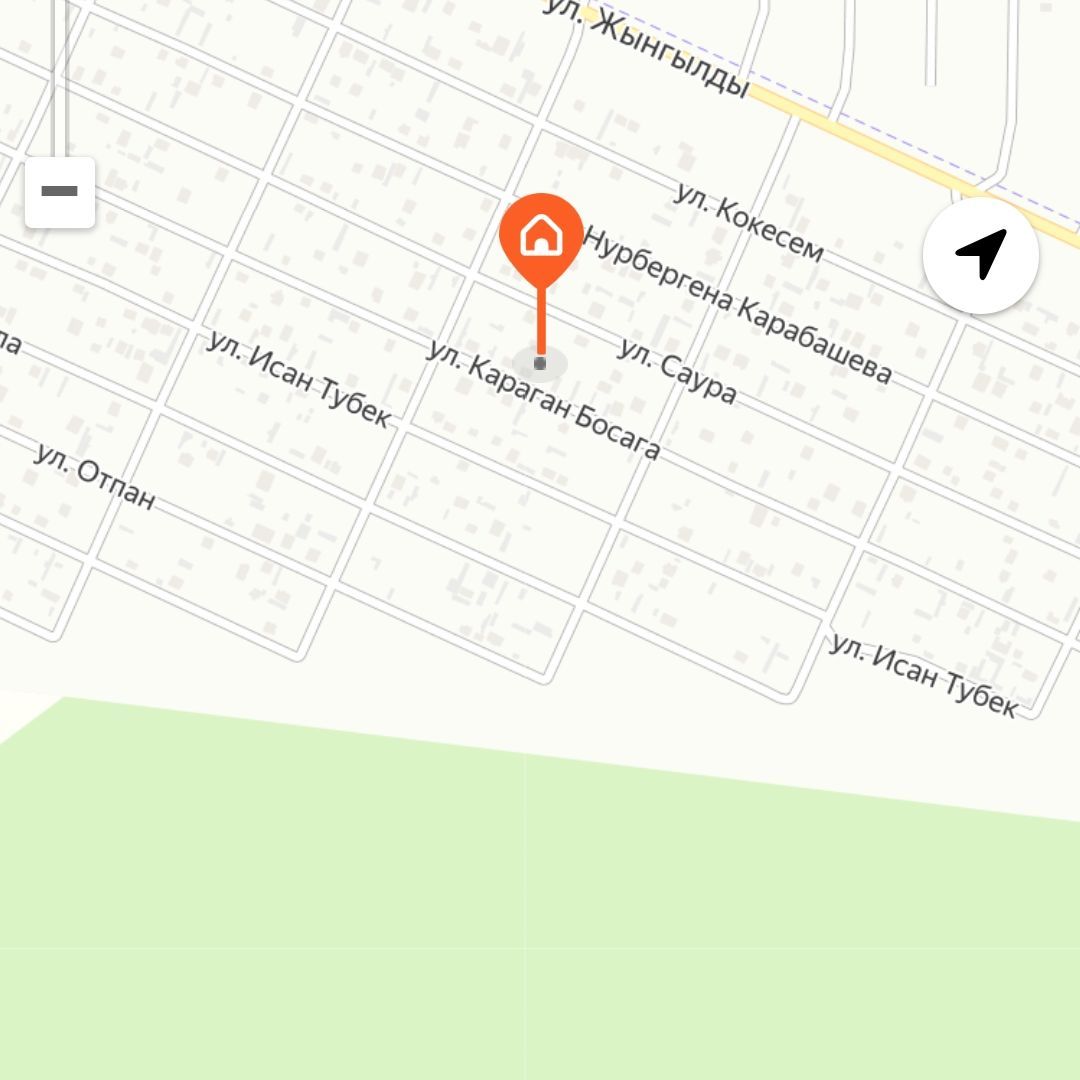 ул. Жынгылды
ул. Кокесем
Нурбергена Карабашева
ул. Саура
ул. Исан Тубек
ул. Караган Босага
ла
ул. Отпан
ул. Исан Тубек